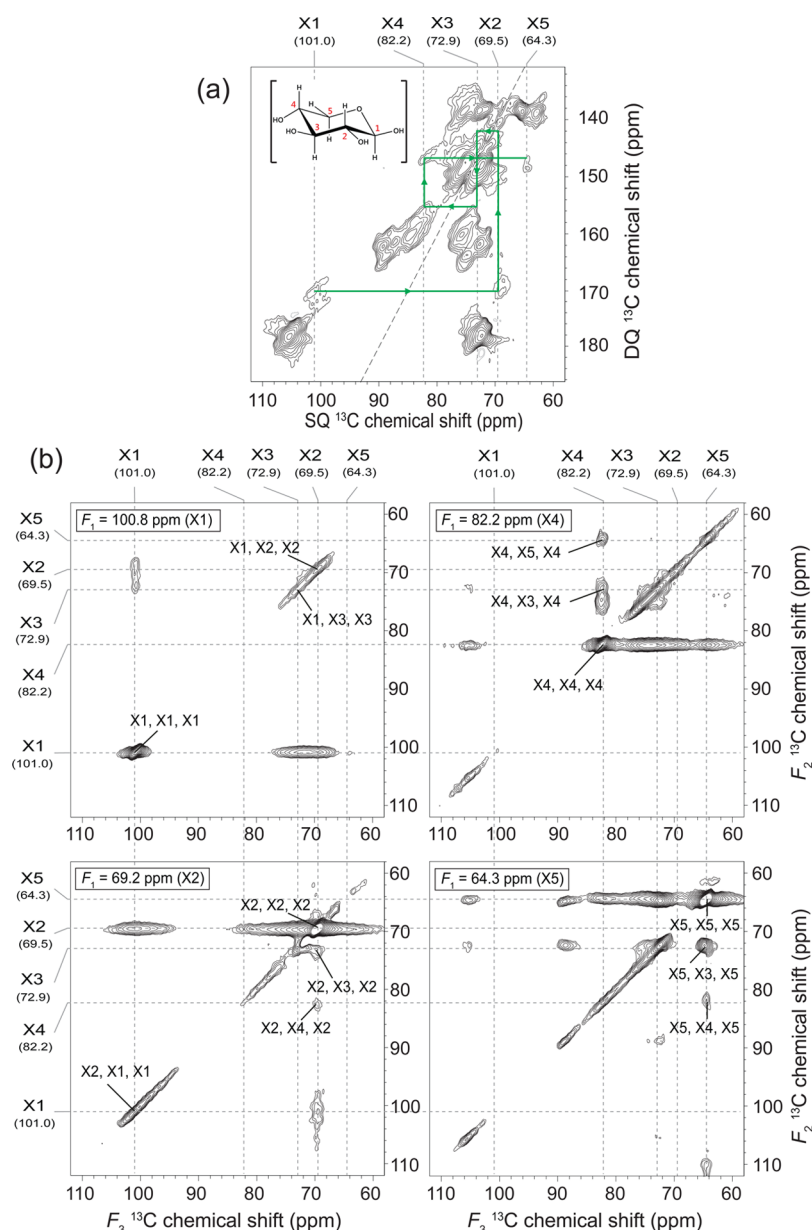 X1 X4 X3 X2 X5
(101.0) (82.2) (72.9) (69.5) (64.3)
(a)
H
4 H H O
HO 5
HO 3 H 2 1 OH
OH
H H
140
150
160
170
180
DQ 13C chemical shift (ppm)
110 100 90 80 70 60
SQ 13C chemical shift (ppm)
(b)
X1 X4 X3 X2 X5
(101.0) (82.2) (72.9) (69.5) (64.3)
X1 X4 X3 X2 X5
(101.0) (82.2) (72.9) (69.5) (64.3)
X5
(64.3)
X2
(69.5)
X3
(72.9)
X4
(82.2)
X1
(101.0)
F1 = 100.8 ppm (X1)
X1, X2, X2
X1, X3, X3
X1, X1, X1
F1 = 82.2 ppm (X4)
X4, X5, X4
X4, X3, X4
X4, X4, X4
60
70
80
90
100
110
F2 13C chemical shift (ppm)
X5
(64.3)
X2
(69.5)
X3
(72.9)
X4
(82.2)
X1
(101.0)
F1 = 69.2 ppm (X2)
X2, X2, X2
X2, X3, X2
X2, X4, X2
X2, X1, X1
F1 = 64.3 ppm (X5)
X5, X5, X5
X5, X3, X5
X5, X4, X5
60
70
80
90
100
110
F2 13C chemical shift (ppm)
110 100 90 80 70 60
110 100 90 80 70 60
F3 13C chemical shift (ppm)
F3 13C chemical shift (ppm)